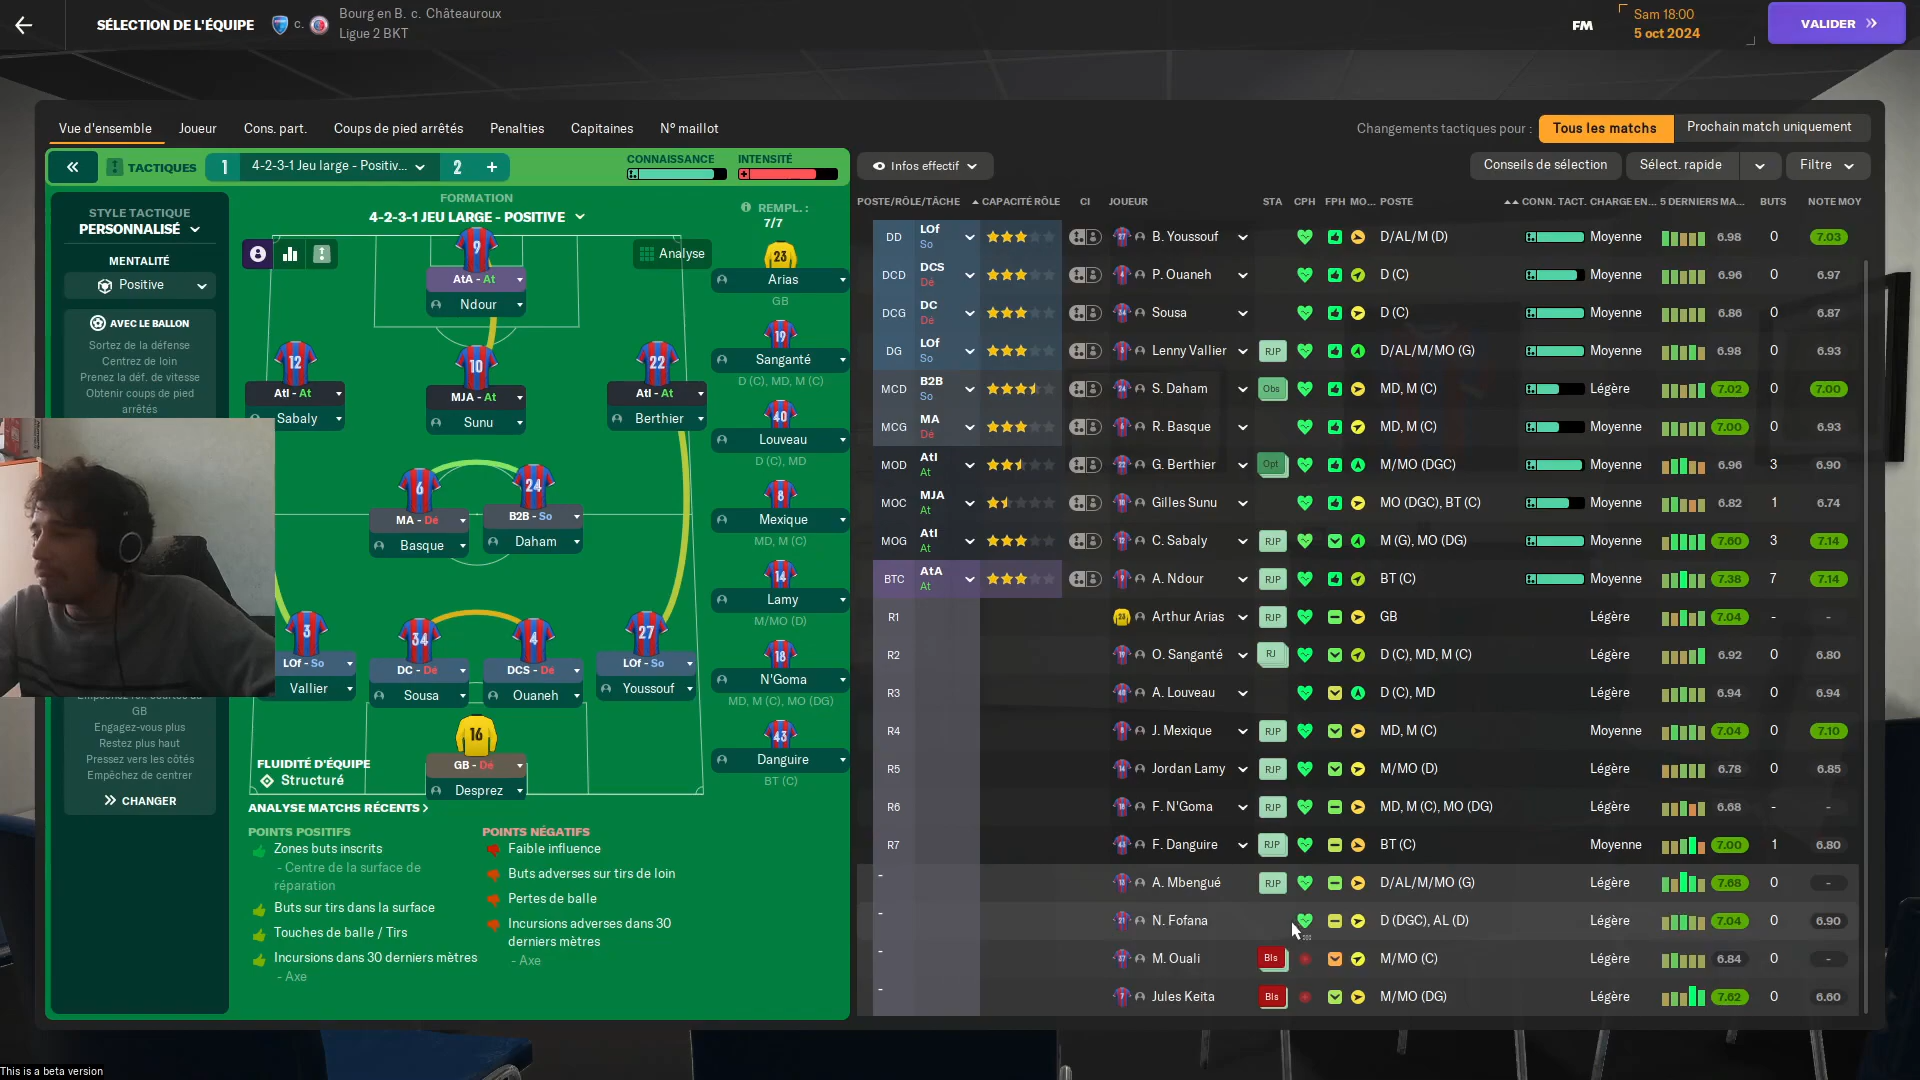 SÉLECTION DE L'ÉQUIPE
c.
Bourg en B. c. Châteauroux
Ligue 2 BKT
FM
Sam 18:00
5 oct 2024
VALIDER
Vue d'ensemble
Joueur
Cons. part.
Coups de pied arrêtés
Penalties
Capitaines
N° maillot
Changements tactiques pour :
Tous les matchs
Prochain match uniquement
TACTIQUES
1
4-2-3-1 Jeu large - Positiv...
2
+
CONNAISSANCE
INTENSITÉ
Infos effectif
Conseils de sélection
Sélect. rapide
Filtre
STYLE TACTIQUE
PERSONNALISÉ
MENTALITÉ
Positive
AVEC LE BALLON
Sortez de la défense
Centrez de loin
Prenez la déf. de vitesse
Obtenir coups de pied
arrêtés
GB
Engagez-vous plus
Restez plus haut
Pressez vers les côtés
Empêchez de centrer
CHANGER
FORMATION
4-2-3-1 JEU LARGE - POSITIVE
Analyse
9
AtA - At
Ndour
12
AtI - At
Sabaly
10
MJA - At
Sunu
22
AtI - At
Berthier
6
MA - Dé
Basque
24
B2B - So
Daham
3
LOf - So
Vallier
34
DC - Dé
Sousa
4
DCS - Dé
Ouaneh
27
LOf - So
Youssouf
16
GB - Dé
Desprez
FLUIDITÉ D'ÉQUIPE
Structuré
REMPL. :
7/7
23
Arias
GB
19
Sanganté
D (C), MD, M (C)
40
Louveau
D (C), MD
8
Mexique
MD, M (C)
14
Lamy
M/MO (D)
18
N'Goma
MD, M (C), MO (DG)
43
Danguire
BT (C)
ANALYSE MATCHS RÉCENTS >
POINTS POSITIFS
Zones buts inscrits
- Centre de la surface de
réparation
Buts sur tirs dans la surface
Touches de balle / Tirs
Incursions dans 30 derniers mètres
- Axe
POINTS NÉGATIFS
Faible influence
Buts adverses sur tirs de loin
Pertes de balle
Incursions adverses dans 30
derniers mètres
- Axe
POSTE/RÔLE/TÂCHE CAPACITÉ RÔLE CI JOUEUR STA CPH FPH MO... POSTE CONN. TACT. CHARGE EN... 5 DERNIERS MA... BUTS NOTE MOY
DD LOf So B. Youssouf D/AL/M (D) Moyenne 6.98 0 7.03
DCD DCS Dé P. Ouaneh D (C) Moyenne 6.96 0 6.97
DCG DC Dé Sousa D (C) Moyenne 6.86 0 6.87
DG LOf So Lenny Vallier RJP D/AL/M/MO (G) Moyenne 6.98 0 6.93
MCD B2B So S. Daham Obs MD, M (C) Légère 7.02 0 7.00
MCG MA Dé R. Basque MD, M (C) Moyenne 7.00 0 6.93
MOD AtI At G. Berthier Opt M/MO (DGC) Moyenne 6.96 3 6.90
MOC MJA At Gilles Sunu MO (DGC), BT (C) Moyenne 6.82 1 6.74
MOG AtI At C. Sabaly RJP M (G), MO (DG) Moyenne 7.60 3 7.14
BTC AtA At A. Ndour RJP BT (C) Moyenne 7.38 7 7.14
R1 Arthur Arias RJP GB Légère 7.04 - -
R2 O. Sanganté RJ D (C), MD, M (C) Légère 6.92 0 6.80
R3 A. Louveau D (C), MD Légère 6.94 0 6.94
R4 J. Mexique RJP MD, M (C) Moyenne 7.04 0 7.10
R5 Jordan Lamy RJP M/MO (D) Légère 6.78 0 6.85
R6 F. N'Goma RJP MD, M (C), MO (DG) Légère 6.68 - -
R7 F. Danguire RJP BT (C) Moyenne 7.00 1 6.80
- A. Mbengué RJP D/AL/M/MO (G) Légère 7.68 0 -
- N. Fofana D (DGC), AL (D) Légère 7.04 0 6.90
- M. Ouali Bls M/MO (C) Légère 6.84 0 -
- Jules Keita Bls M/MO (DG) Légère 7.62 0 6.60
This is a beta version